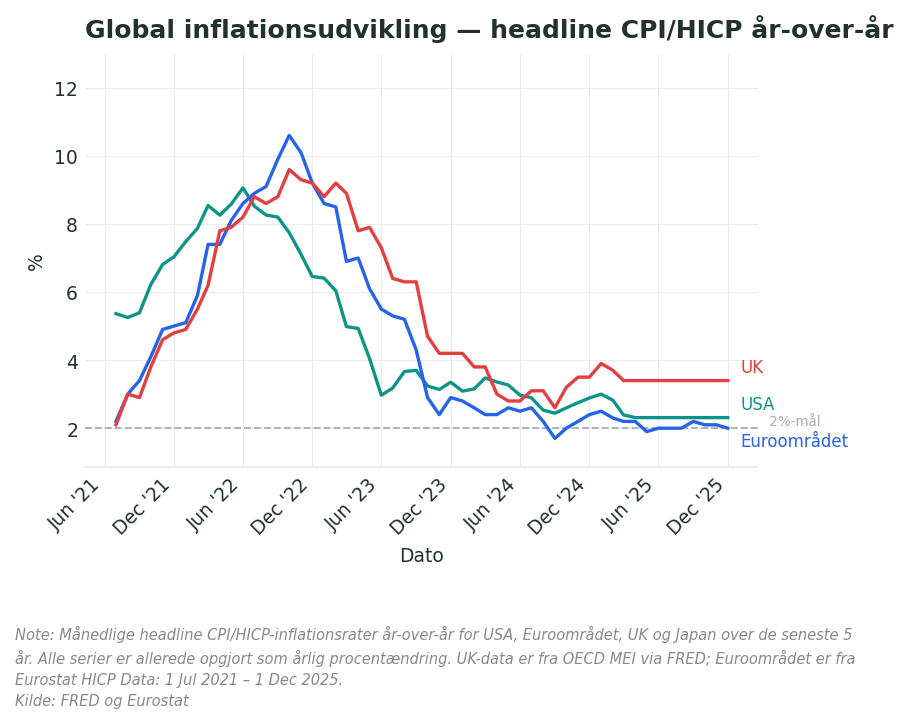 Global inflationsudvikling — headline CPI/HICP år-over-år
12
10
8
6
4
2
%
UK
USA
2%-mål
Euroområdet
Jun '21
Dec '21
Jun '22
Dec '22
Jun '23
Dec '23
Jun '24
Dec '24
Jun '25
Dec '25
Dato
Note: Månedlige headline CPI/HICP-inflationsrater år-over-år for USA, Euroområdet, UK og Japan over de seneste 5
år. Alle serier er allerede opgjort som årlig procentændring. UK-data er fra OECD MEI via FRED; Euroområdet er fra
Eurostat HICP Data: 1 Jul 2021 – 1 Dec 2025.
Kilde: FRED og Eurostat